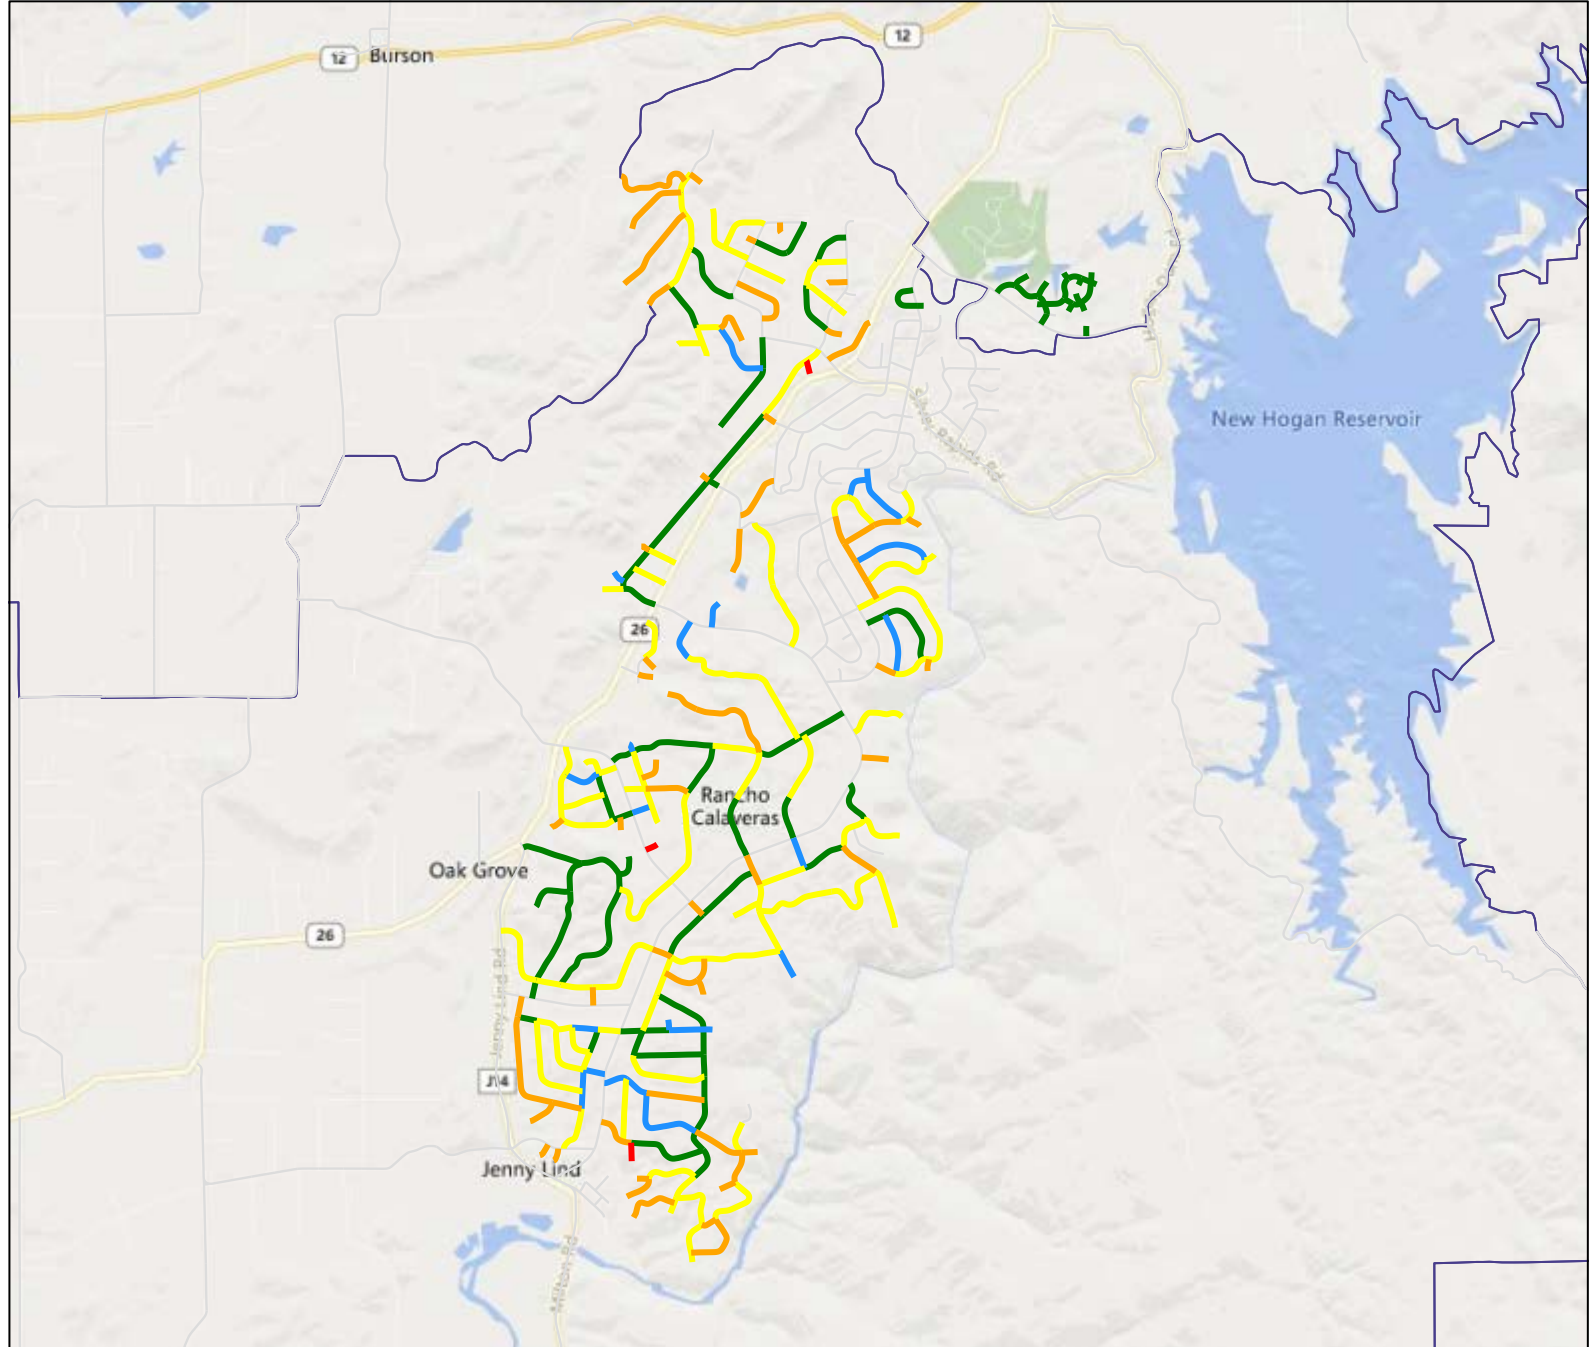 12
12
Burson
New Hogan Reservoir
Silver Rapids Rd
26
Rancho
Calaveras
Oak Grove
26
Jenny Lind Rd
J14
Jenny Lind
Milton Rd